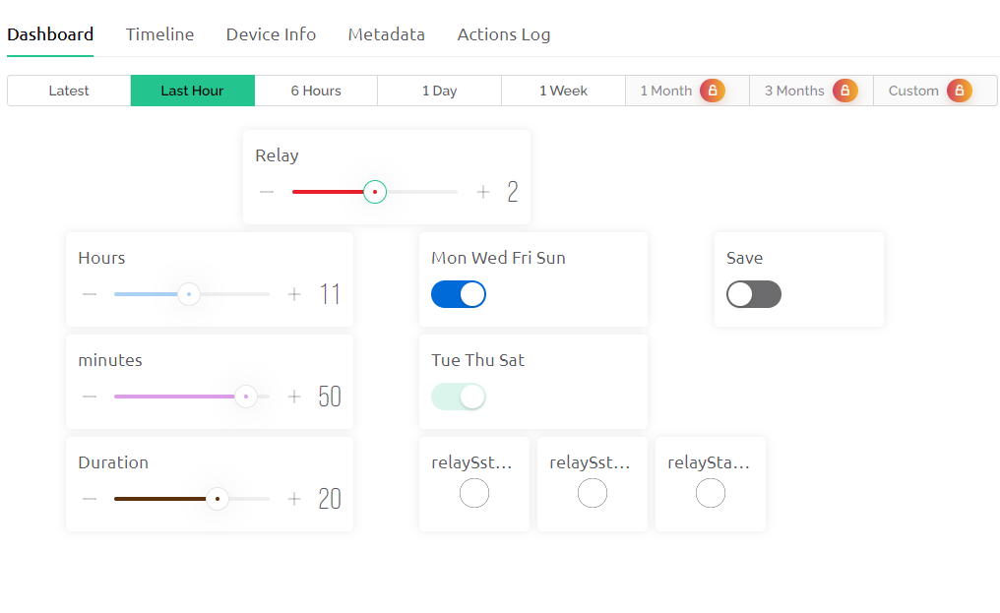 Dashboard Timeline Device Info Metadata Actions Log
Latest Last Hour 6 Hours 1 Day 1 Week 1 Month 3 Months Custom
Relay
— + 2
Hours
— + 11
Mon Wed Fri Sun
Save
minutes
— + 50
Tue Thu Sat
Duration
— + 20
relaySst...
relaySst...
relaySta...